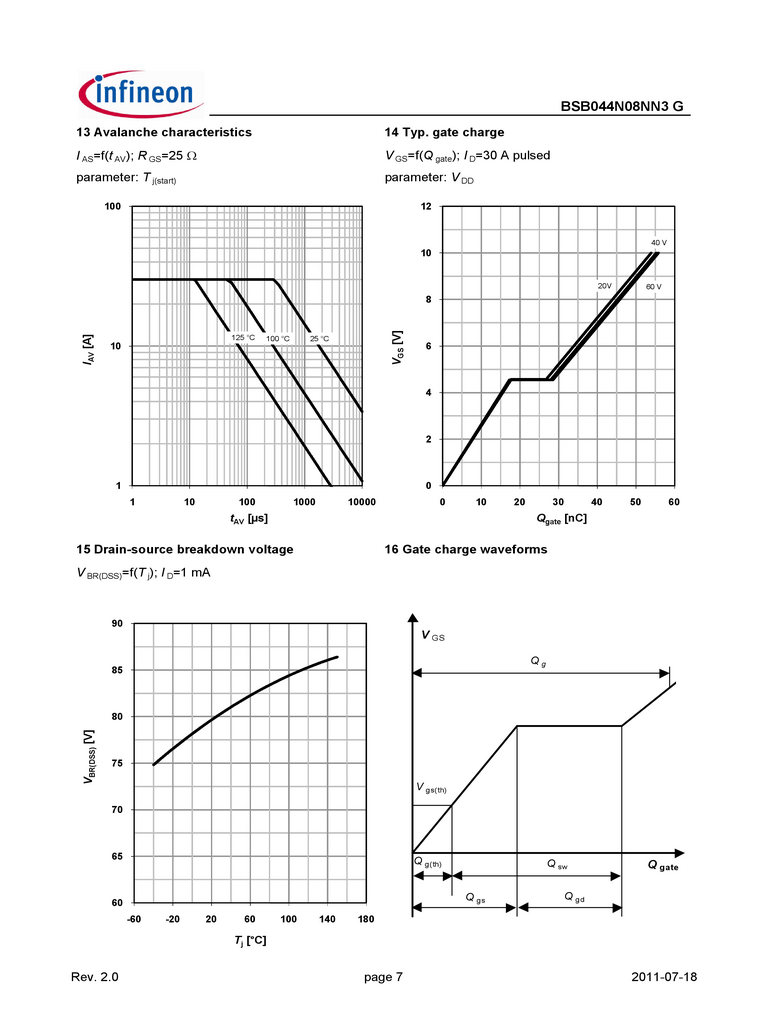 infineon
BSB044N08NN3 G
13 Avalanche characteristics
I AS=f(t AV); R GS=25 Ω
parameter: T j(start)
100
10
1
I AV [A]
125 °C
100 °C
25 °C
1 10 100 1000 10000
t AV [µs]
14 Typ. gate charge
V GS=f(Q gate); I D=30 A pulsed
parameter: V DD
12
10
8
6
4
2
0
V GS [V]
40 V
20V
60 V
0 10 20 30 40 50 60
Q gate [nC]
15 Drain-source breakdown voltage
V BR(DSS)=f(T j); I D=1 mA
90
85
80
75
70
65
60
V BR(DSS) [V]
-60 -20 20 60 100 140 180
T j [°C]
16 Gate charge waveforms
V GS
Q g
V gs(th)
Q g(th)
Q sw
Q gate
Q gs
Q gd
Rev. 2.0 page 7 2011-07-18